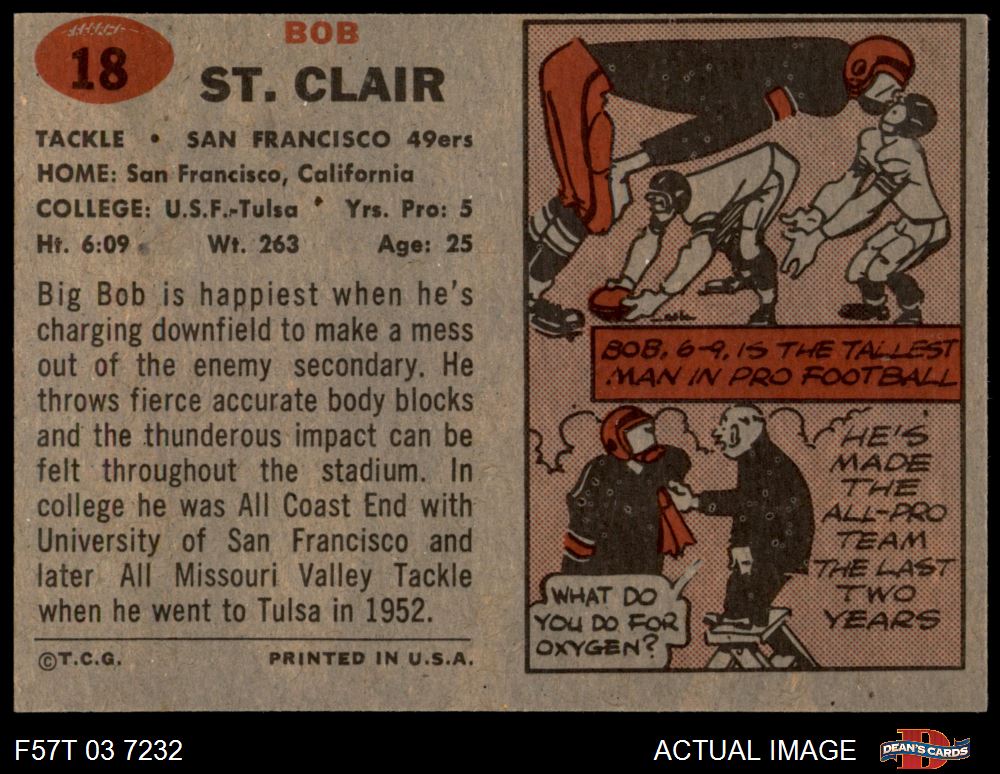 18
BOB
ST. CLAIR
TACKLE • SAN FRANCISCO 49ers
HOME: San Francisco, California
COLLEGE: U.S.F.-Tulsa Yrs. Pro: 5
Ht. 6:09 Wt. 263 Age: 25
Big Bob is happiest when he's
charging downfield to make a mess
out of the enemy secondary. He
throws fierce accurate body blocks
and the thunderous impact can be
felt throughout the stadium. In
college he was All Coast End with
University of San Francisco and
later All Missouri Valley Tackle
when he went to Tulsa in 1952.
©T.C.G. PRINTED IN U.S.A.
BOB, 6-9, IS THE TALLEST
MAN IN PRO FOOTBALL
HE'S
MADE
THE
ALL-PRO
TEAM
THE LAST
TWO
YEARS
WHAT DO
YOU DO FOR
OXYGEN?
F57T 03 7232 ACTUAL IMAGE DEAN'S CARDS